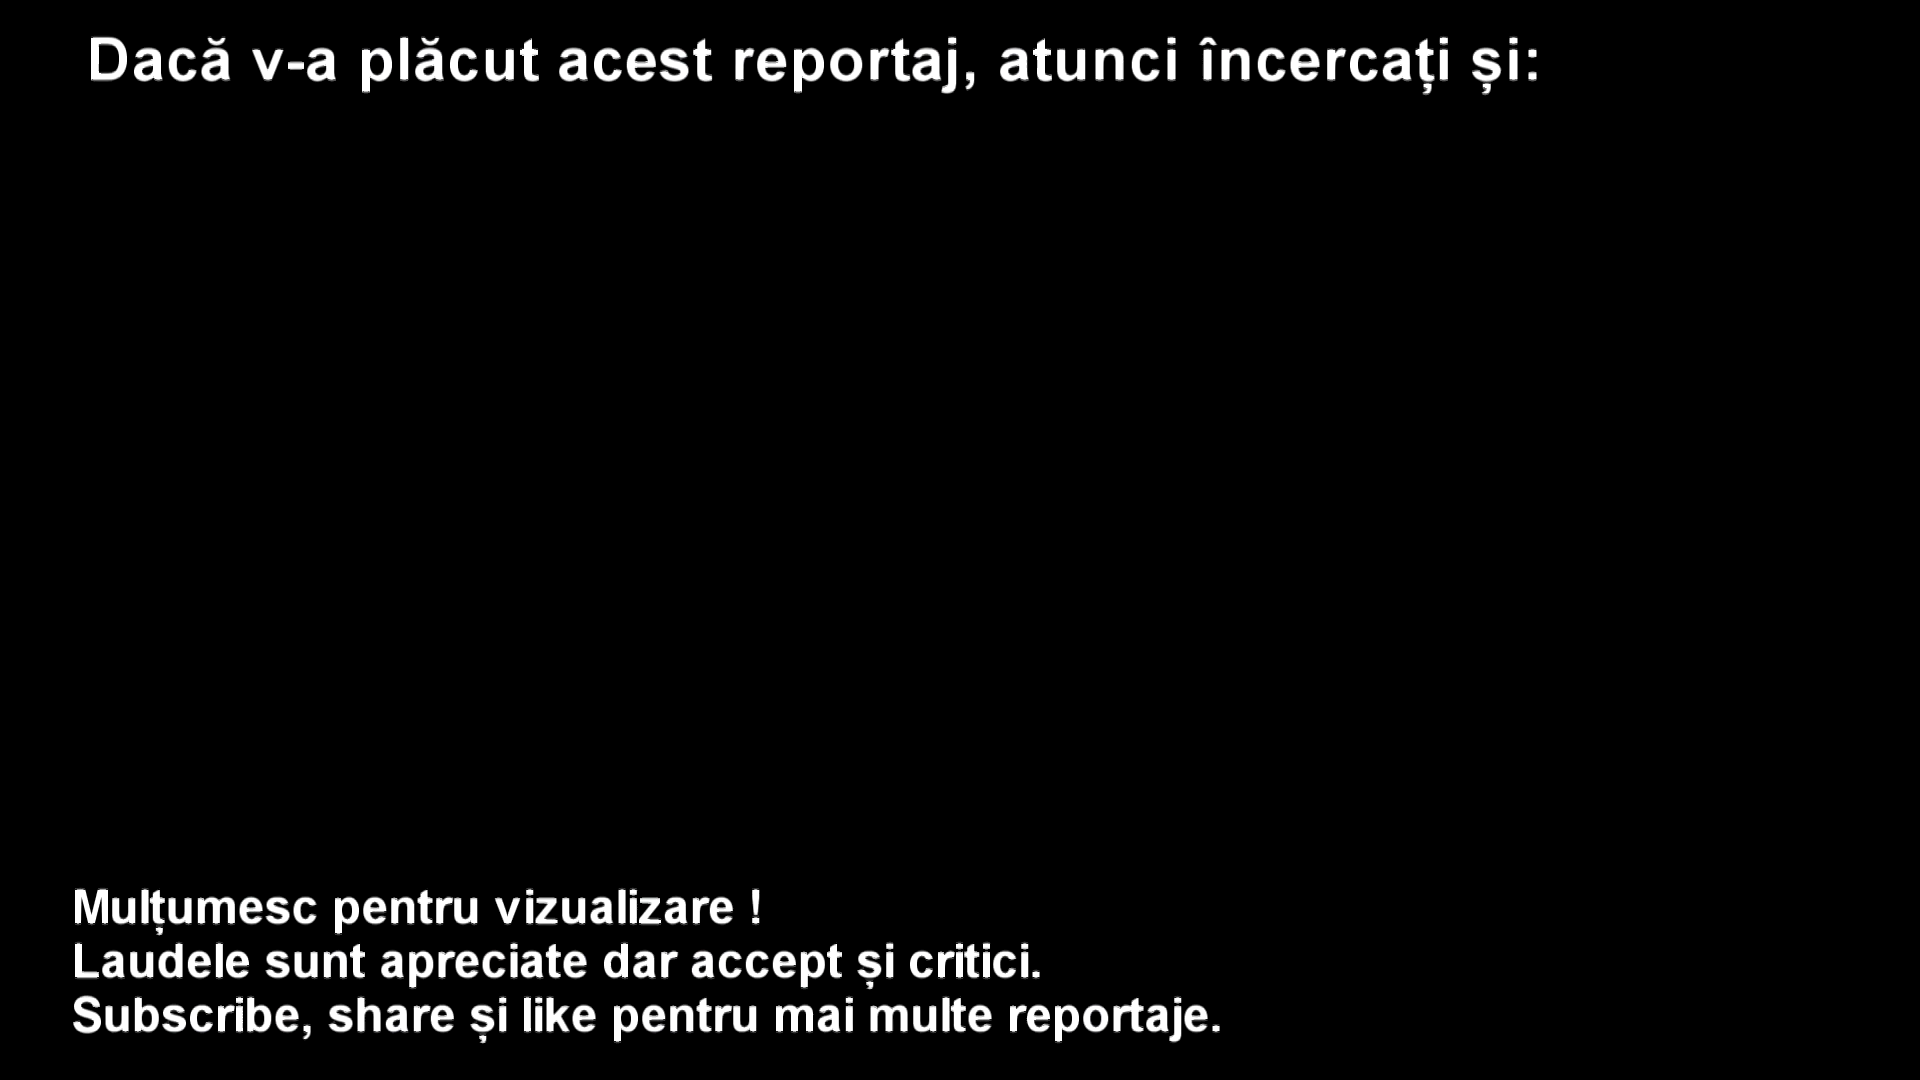 Dacă v-a plăcut acest reportaj, atunci încercați și:
Mulțumesc pentru vizualizare !
Laudele sunt apreciate dar accept și critici.
Subscribe, share și like pentru mai multe reportaje.